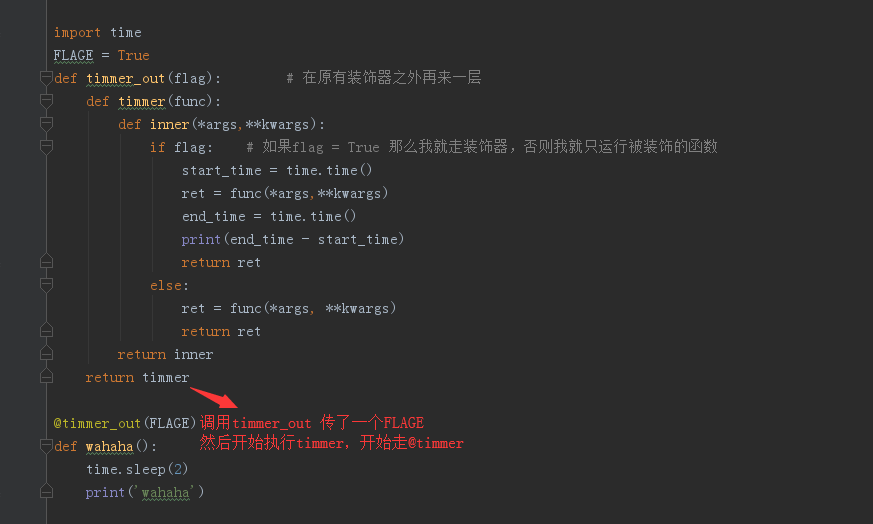 import time
FLAGE = True
def timmer_out(flag):        # 在原有装饰器之外再来一层
    def timmer(func):
        def inner(*args,**kwargs):
            if flag:    # 如果flag = True 那么我就走装饰器，否则我就只运行被装饰的函数
                start_time = time.time()
                ret = func(*args,**kwargs)
                end_time = time.time()
                print(end_time - start_time)
                return ret
            else:
                ret = func(*args, **kwargs)
                return ret
        return inner
    return timmer
@timmer_out(FLAGE) 调用timmer_out 传了一个FLAGE
def wahaha():     然后开始执行timmer，开始走@timmer
    time.sleep(2)
    print('wahaha')